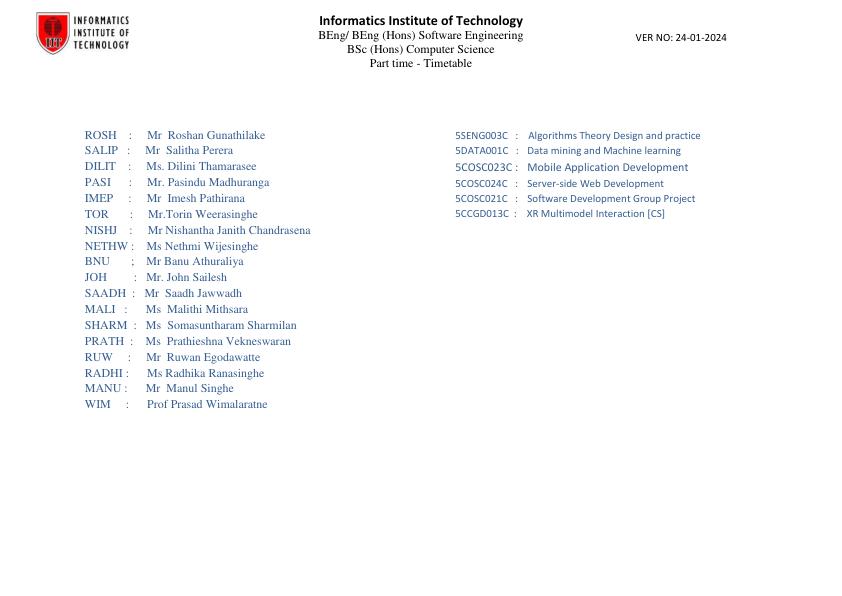 INFORMATICS
INSTITUTE OF
TECHNOLOGY
IIT
Informatics Institute of Technology
BEng/ BEng (Hons) Software Engineering
BSc (Hons) Computer Science
Part time - Timetable
VER NO: 24-01-2024
ROSH : Mr Roshan Gunathilake
SALIP : Mr Salitha Perera
DILIT : Ms. Dilini Thamarasee
PASI : Mr. Pasindu Madhuranga
IMEP : Mr Imesh Pathirana
TOR : Mr.Torin Weerasinghe
NISHJ : Mr Nishantha Janith Chandrasena
NETHW : Ms Nethmi Wijesinghe
BNU ; Mr Banu Athuraliya
JOH : Mr. John Sailesh
SAADH : Mr Saadh Jawwadh
MALI : Ms Malithi Mithsara
SHARM : Ms Somasuntharam Sharmilan
PRATH : Ms Prathieshna Vekneswaran
RUW : Mr Ruwan Egodawatte
RADHI : Ms Radhika Ranasinghe
MANU : Mr Manul Singhe
WIM : Prof Prasad Wimalaratne
5SENG003C : Algorithms Theory Design and practice
5DATA001C : Data mining and Machine learning
5COSC023C : Mobile Application Development
5COSC024C : Server-side Web Development
5COSC021C : Software Development Group Project
5CCGD013C : XR Multimodel Interaction [CS]